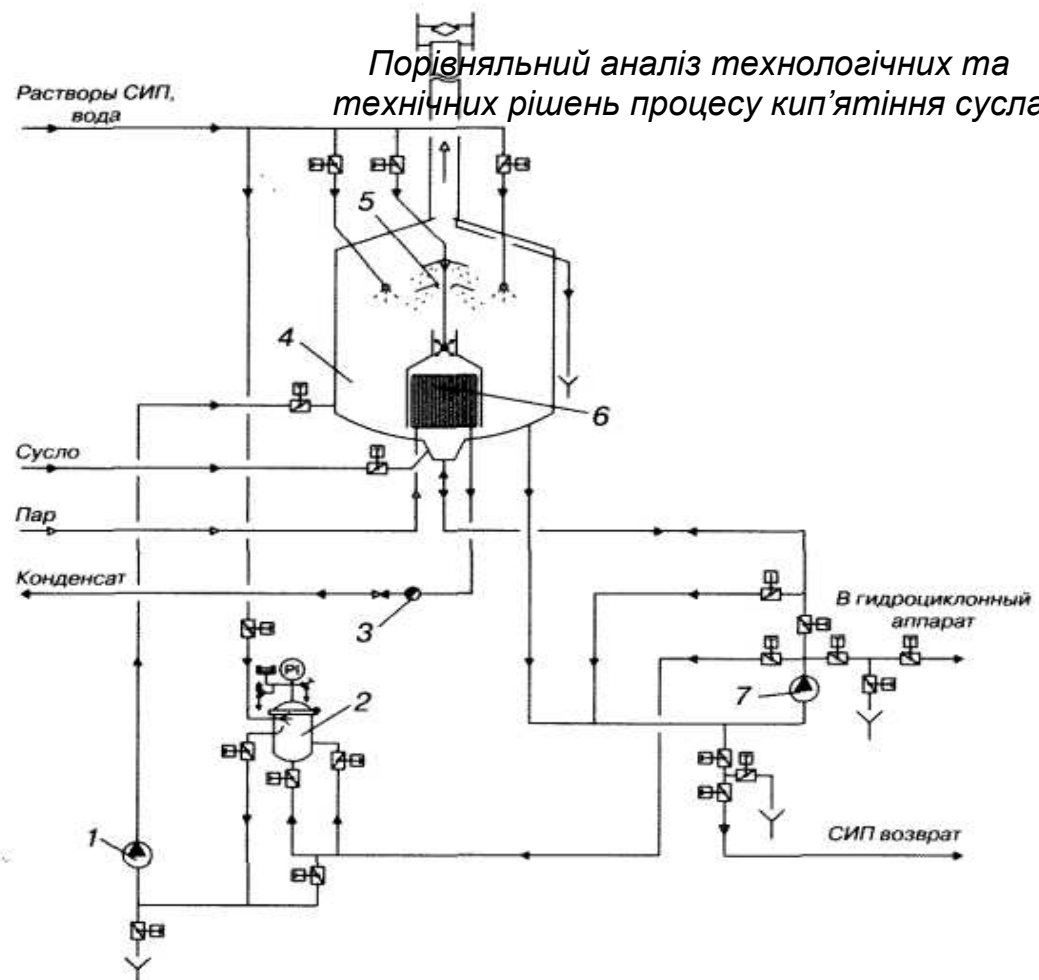 Порівняльний аналіз технологічних та
технічних рішень процесу кип’ятіння сусла
Растворы СИП,
вода
5
4
6
Сусло
Пар
Конденсат
3
В гидроциклонный
аппарат
PI
2
7
1
СИП возврат